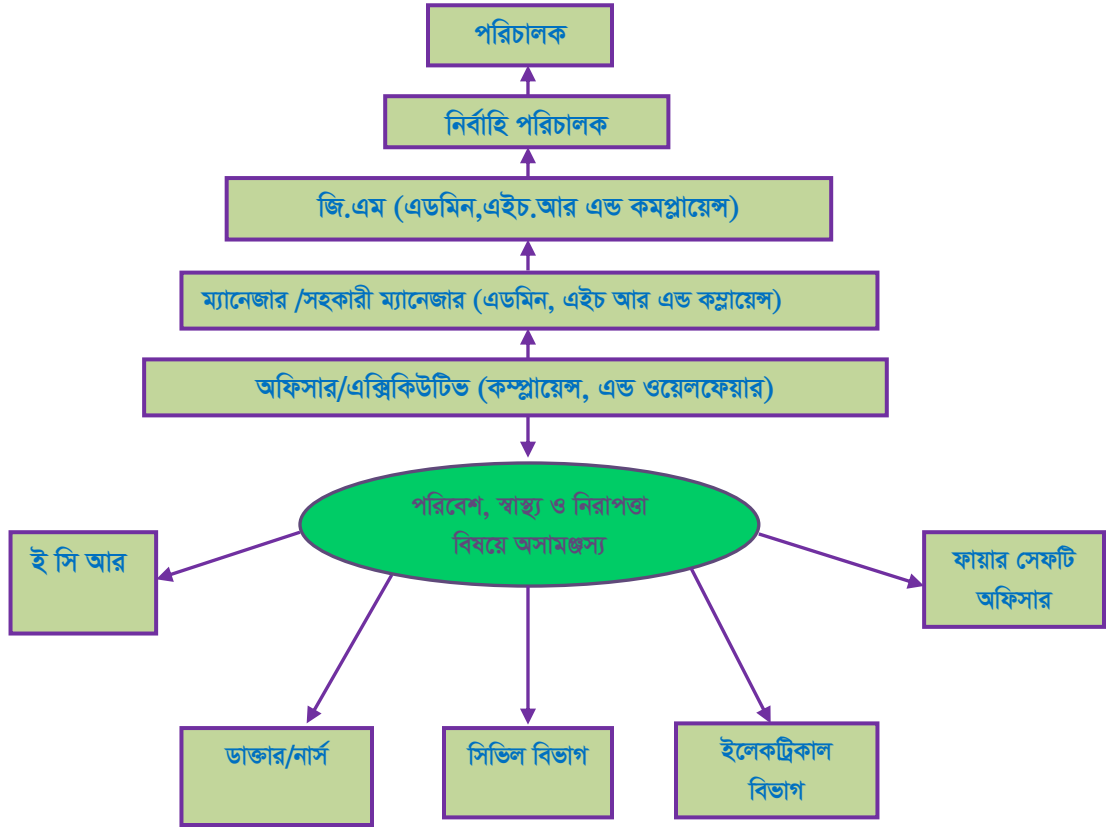 পরিচালক
নির্বাহি পরিচালক
জি.এম (এডমিন,এইচ.আর এন্ড কমপ্লায়েন্স)
ম্যানেজার /সহকারী ম্যানেজার (এডমিন, এইচ আর এন্ড কম্লায়েন্স)
অফিসার/এক্সিকিউটিভ (কম্প্লায়েন্স, এন্ড ওয়েলফেয়ার)
পরিবেশ, স্বাস্থ্য ও নিরাপত্তা
বিষয়ে অসামঞ্জস্য
ই সি আর
ফায়ার সেফটি
অফিসার
ডাক্তার/নার্স
সিভিল বিভাগ
ইলেকট্রিকাল
বিভাগ